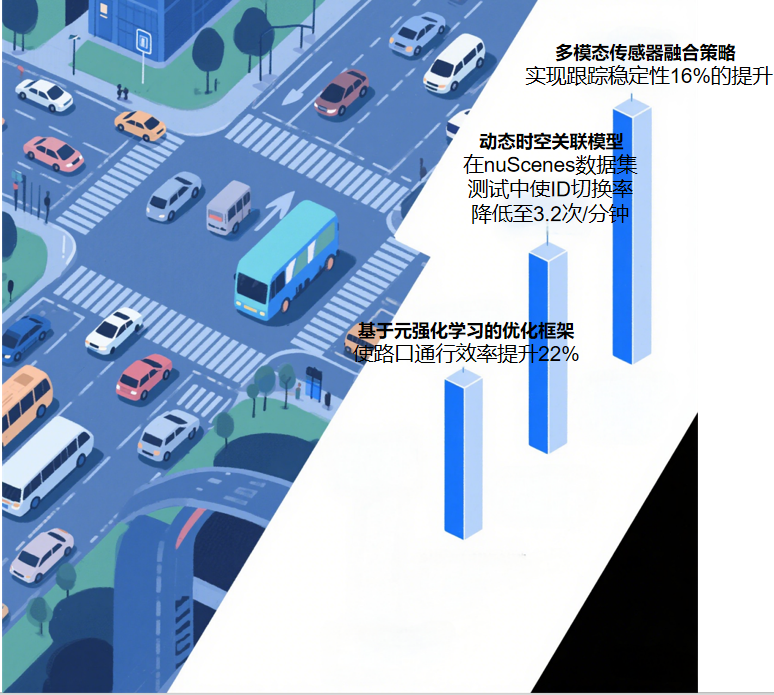 多模态传感器融合策略
实现跟踪稳定性16%的提升
动态时空关联模型
在nuScenes数据集
测试中使ID切换率
降低至3.2次/分钟
基于元强化学习的优化框架
使路口通行效率提升22%